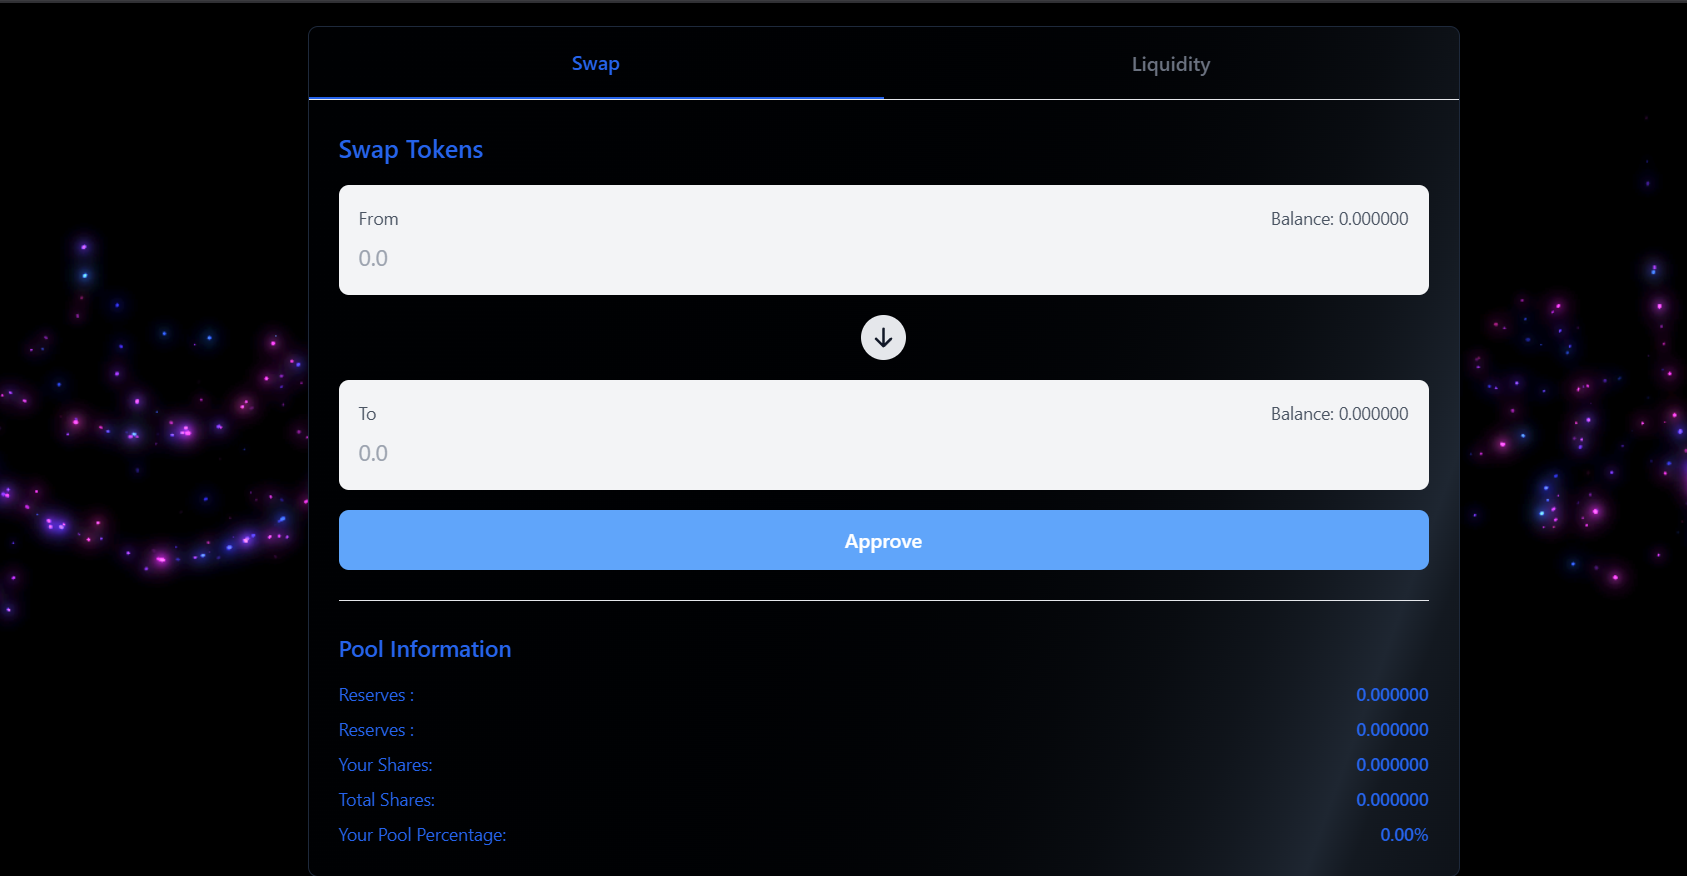 Swap Liquidity
Swap Tokens
From Balance: 0.000000
0.0
To Balance: 0.000000
0.0
Approve
Pool Information
Reserves : 0.000000
Reserves : 0.000000
Your Shares: 0.000000
Total Shares: 0.000000
Your Pool Percentage: 0.00%